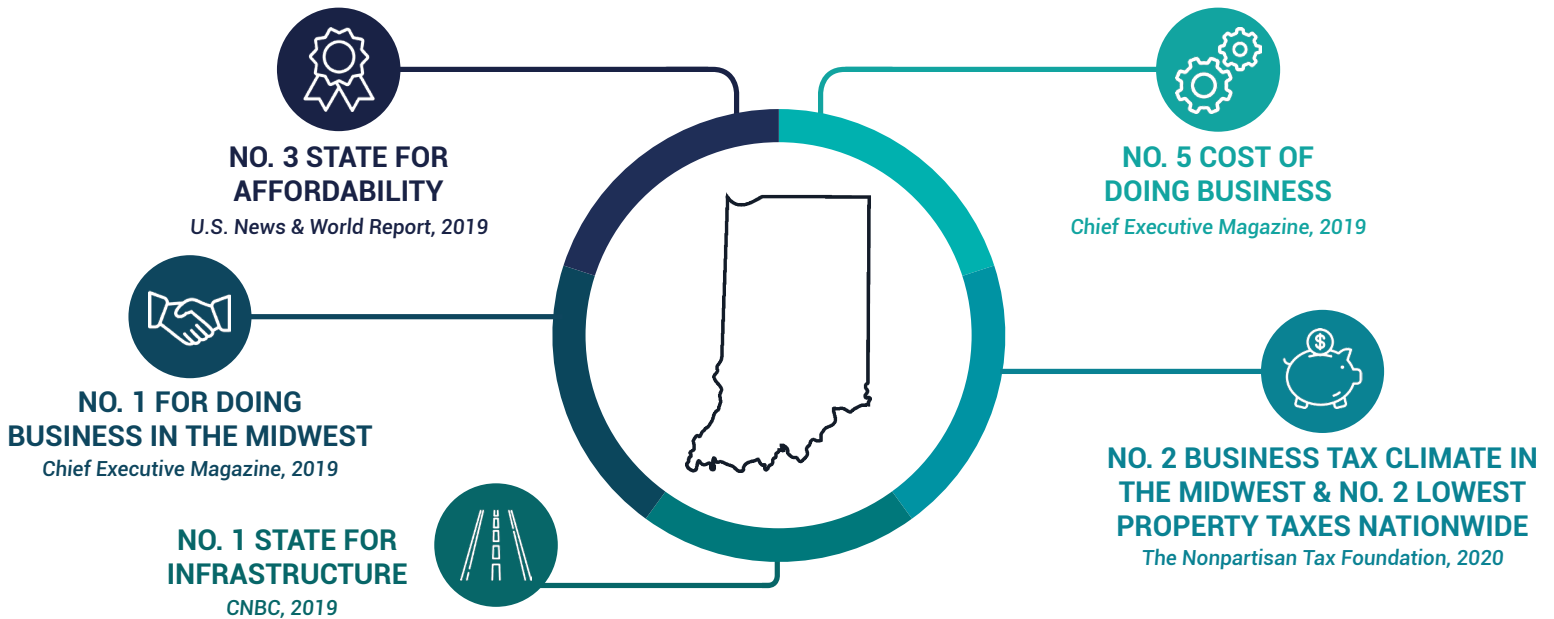 NO. 3 STATE FOR
AFFORDABILITY
U.S. News & World Report, 2019
NO. 5 COST OF
DOING BUSINESS
Chief Executive Magazine, 2019
NO. 1 FOR DOING
BUSINESS IN THE MIDWEST
Chief Executive Magazine, 2019
$
NO. 2 BUSINESS TAX CLIMATE IN
THE MIDWEST & NO. 2 LOWEST
PROPERTY TAXES NATIONWIDE
The Nonpartisan Tax Foundation, 2020
NO. 1 STATE FOR
INFRASTRUCTURE
CNBC, 2019